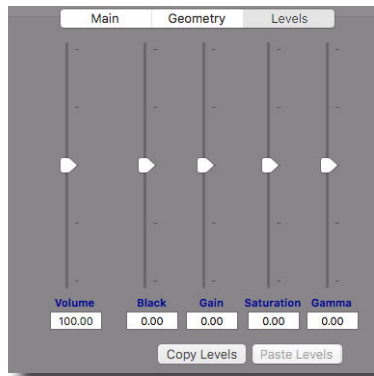 Main Geometry Levels
Volume Black Gain Saturation Gamma
100.00 0.00 0.00 0.00 0.00
Copy Levels Paste Levels